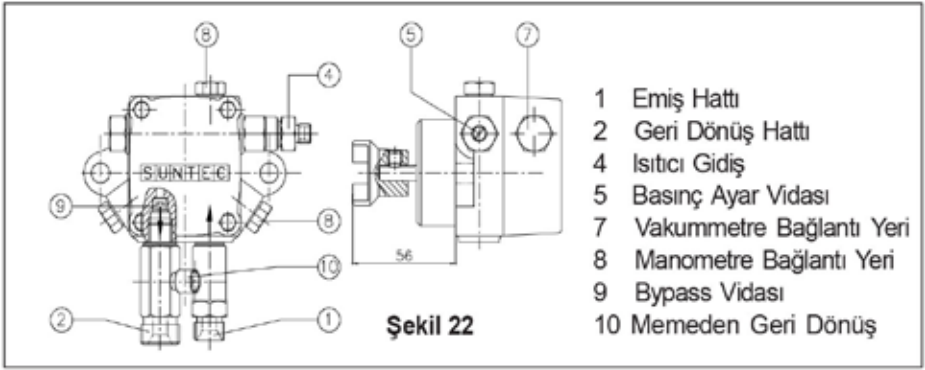 8
4
SUNTEC
9
8
10
2
1
5
7
56
Şekil 22
1 Emiş Hattı
2 Geri Dönüş Hattı
4 Isıtıcı Gidiş
5 Basınç Ayar Vidası
7 Vakummetre Bağlantı Yeri
8 Manometre Bağlantı Yeri
9 Bypass Vidası
10 Memeden Geri Dönüş